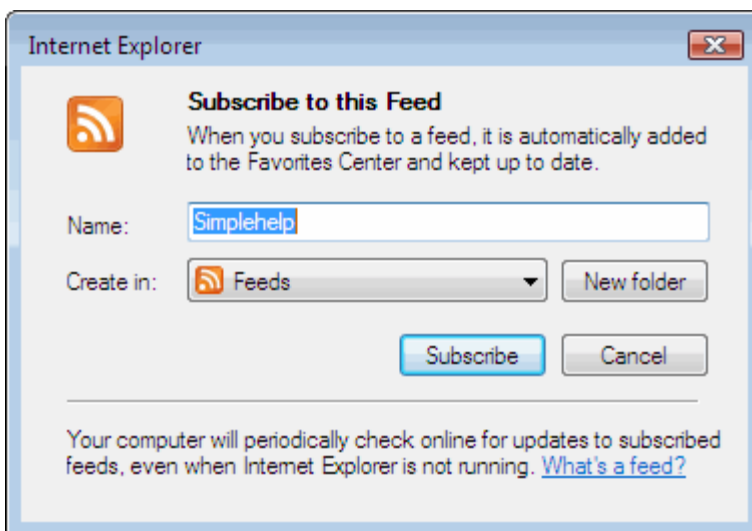 Internet Explorer
Subscribe to this Feed
When you subscribe to a feed, it is automatically added
to the Favorites Center and kept up to date.
Name: Simplehelp
Create in: Feeds New folder
Subscribe Cancel
Your computer will periodically check online for updates to subscribed
feeds, even when Internet Explorer is not running. What's a feed?